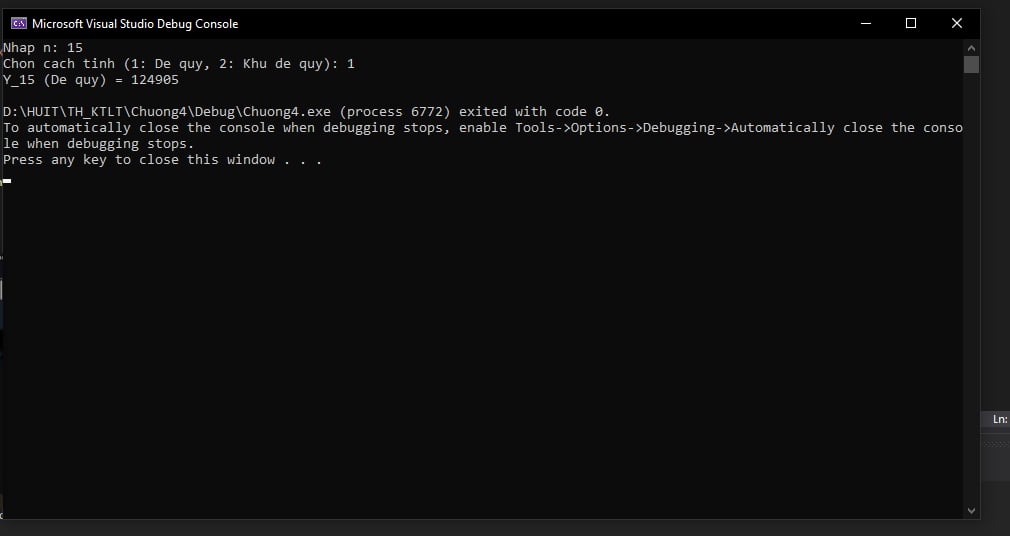 Microsoft Visual Studio Debug Console
Nhap n: 15
Chon cach tinh (1: De quy, 2: Khu de quy): 1
Y_15 (De quy) = 124905
D:\HUIT\TH_KTLT\Chuong4\Debug\Chuong4.exe (process 6772) exited with code 0.
To automatically close the console when debugging stops, enable Tools->Options->Debugging->Automatically close the conso
le when debugging stops.
Press any key to close this window . . .
Ln: